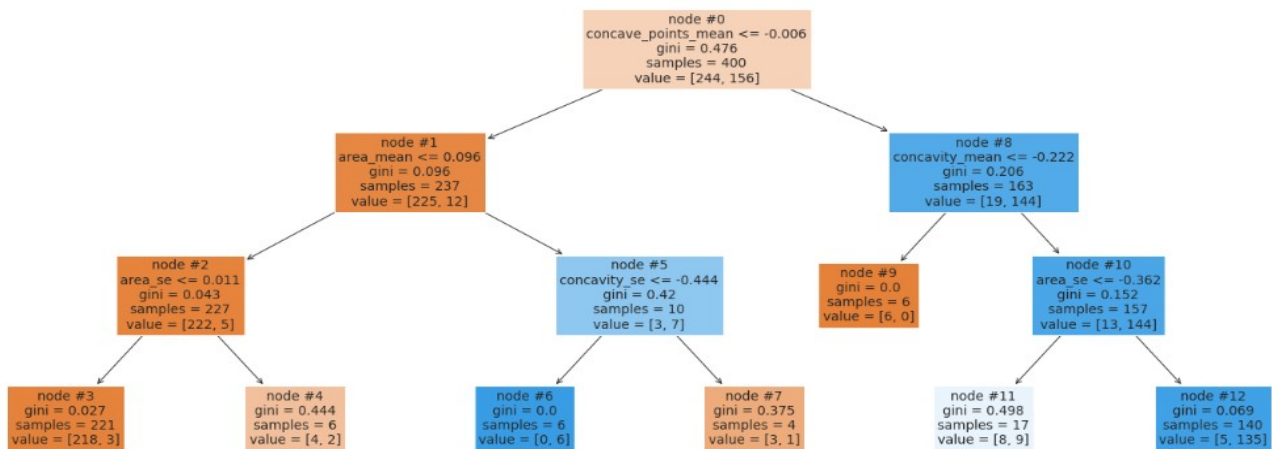 node #0
concave_points_mean <= -0.006
gini = 0.476
samples = 400
value = [244, 156]
node #1
area_mean <= 0.096
gini = 0.096
samples = 237
value = [225, 12]
node #8
concavity_mean <= -0.222
gini = 0.206
samples = 163
value = [19, 144]
node #2
area_se <= 0.011
gini = 0.043
samples = 227
value = [222, 5]
node #5
concavity_se <= -0.444
gini = 0.42
samples = 10
value = [3, 7]
node #9
gini = 0.0
samples = 6
value = [6, 0]
node #10
area_se <= -0.362
gini = 0.152
samples = 157
value = [13, 144]
node #3
gini = 0.027
samples = 221
value = [218, 3]
node #4
gini = 0.444
samples = 6
value = [4, 2]
node #6
gini = 0.0
samples = 6
value = [0, 6]
node #7
gini = 0.375
samples = 4
value = [3, 1]
node #11
gini = 0.498
samples = 17
value = [8, 9]
node #12
gini = 0.069
samples = 140
value = [5, 135]